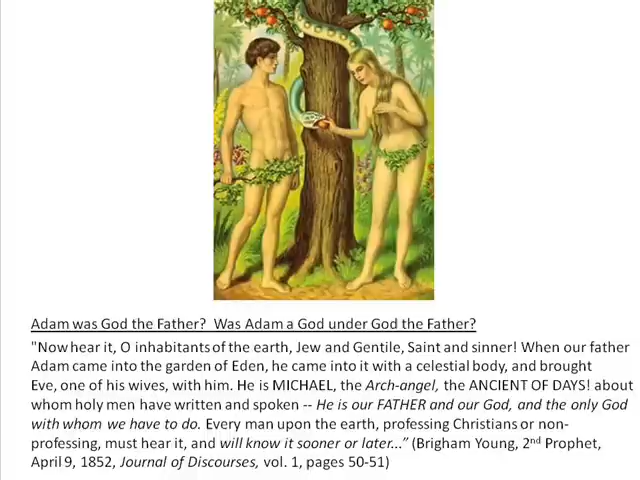 Adam was God the Father?  Was Adam a God under God the Father?
"Now hear it, O inhabitants of the earth, Jew and Gentile, Saint and sinner! When our father
Adam came into the garden of Eden, he came into it with a celestial body, and brought
Eve, one of his wives, with him. He is MICHAEL, the Arch-angel, the ANCIENT OF DAYS! about
whom holy men have written and spoken -- He is our FATHER and our God, and the only God
with whom we have to do. Every man upon the earth, professing Christians or non-
professing, must hear it, and will know it sooner or later..." (Brigham Young, 2nd Prophet,
April 9, 1852, Journal of Discourses, vol. 1, pages 50-51)